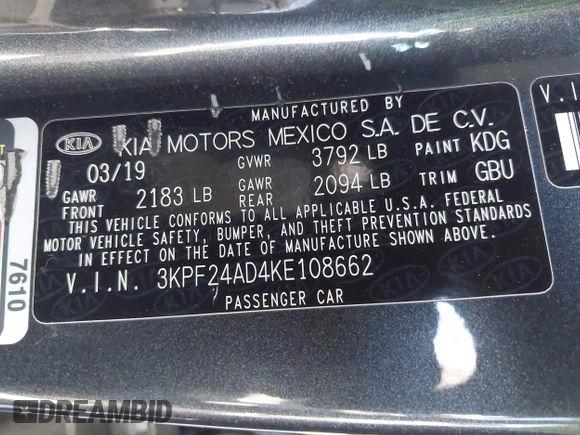 MANUFACTURED BY
KIA KIA MOTORS MEXICO S.A. DE C.V.
03/19 GVWR 3792 LB PAINT KDG
GAWR FRONT 2183 LB GAWR REAR 2094 LB TRIM GBU
THIS VEHICLE CONFORMS TO ALL APPLICABLE U.S.A. FEDERAL
MOTOR VEHICLE SAFETY, BUMPER, AND THEFT PREVENTION STANDARDS
IN EFFECT ON THE DATE OF MANUFACTURE SHOWN ABOVE.
V.I.N. 3KPF24AD4KE108662
PASSENGER CAR
7610
V.I
DREAMBID